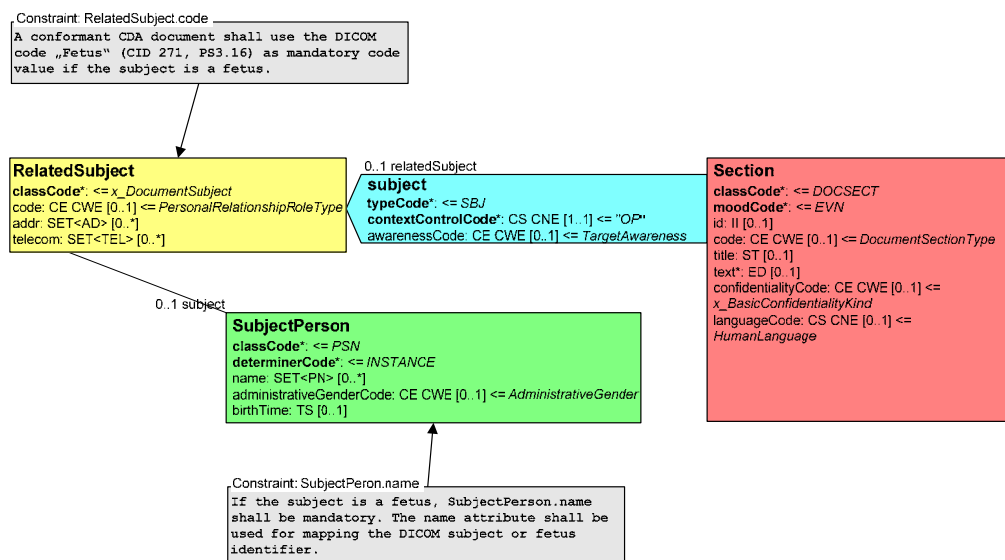 Constraint: RelatedSubject.code
A conformant CDA document shall use the DICOM
code „Fetus“ (CID 271, PS3.16) as mandatory code
value if the subject is a fetus.
RelatedSubject
classCode*: <= x_DocumentSubject
code: CE CWE [0..1] <= PersonalRelationshipRoleType
addr: SET<AD> [0..*]
telecom: SET<TEL> [0..*]
0..1 relatedSubject
subject
typeCode*: <= SBJ
contextControlCode*: CS CNE [1..1] <= "OP"
awarenessCode: CE CWE [0..1] <= TargetAwareness
Section
classCode*: <= DOCSECT
moodCode*: <= EVN
id: II [0..1]
code: CE CWE [0..1] <= DocumentSectionType
title: ST [0..1]
text*: ED [0..1]
confidentialityCode: CE CWE [0..1] <=
x_BasicConfidentialityKind
languageCode: CS CNE [0..1] <=
HumanLanguage
0..1 subject
SubjectPerson
classCode*: <= PSN
determinerCode*: <= INSTANCE
name: SET<PN> [0..*]
administrativeGenderCode: CE CWE [0..1] <= AdministrativeGender
birthTime: TS [0..1]
Constraint: SubjectPeron.name
If the subject is a fetus, SubjectPerson.name
shall be mandatory. The name attribute shall be
used for mapping the DICOM subject or fetus
identifier.